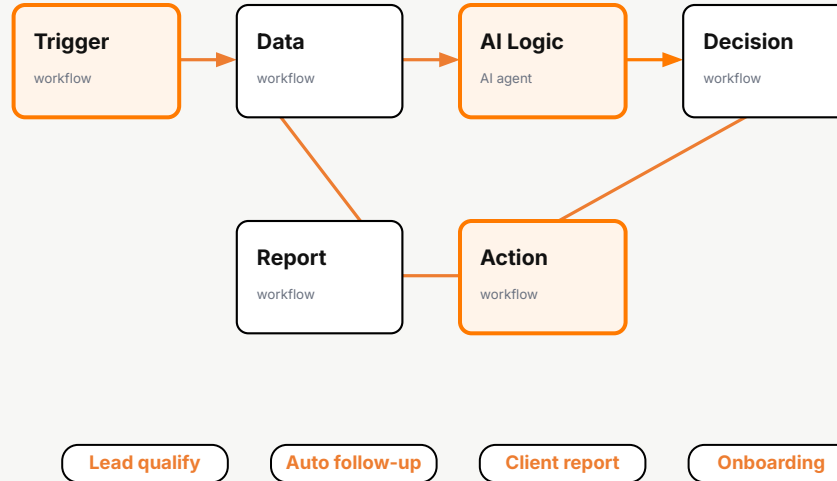 Trigger
workflow
Data
workflow
AI Logic
AI agent
Decision
workflow
Report
workflow
Action
workflow
Lead qualify
Auto follow-up
Client report
Onboarding